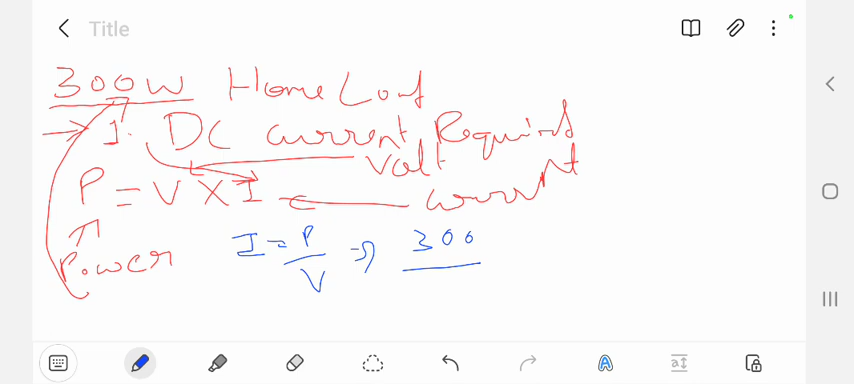 Title
300W Home Load
1. DC current Required
Volt
P = V X I current
Power
I = P/V => 300